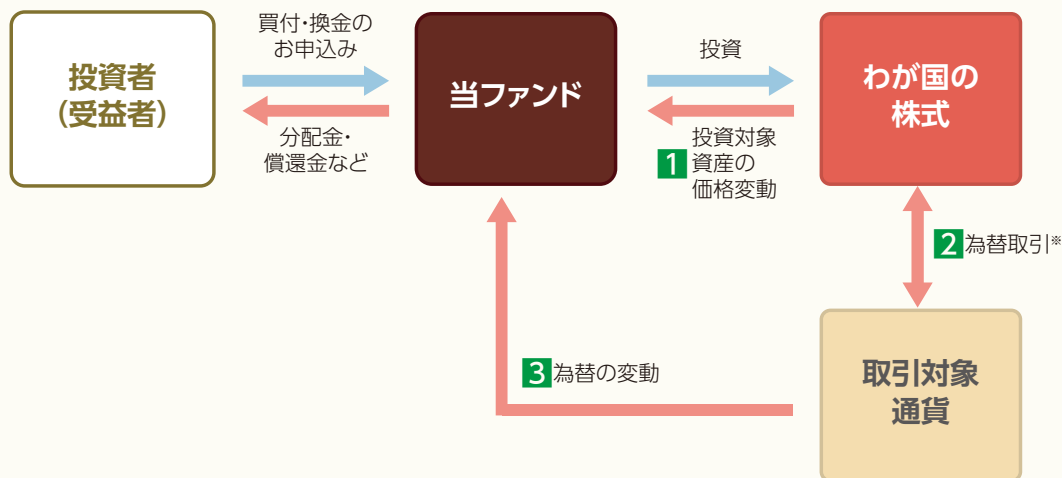 投資者
(受益者)
買付・換金の
お申込み
分配金・
償還金など
当ファンド
投資
1 投資対象
資産の
価格変動
わが国の
株式
2 為替取引※
3 為替の変動
取引対象
通貨